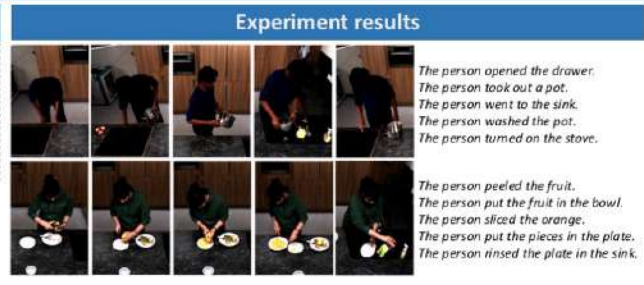 Experiment results
The person opened the drawer.
The person took out a pot.
The person went to the sink.
The person washed the pot.
The person turned on the stove.
The person peeled the fruit.
The person put the fruit in the bowl.
The person sliced the orange.
The person put the pieces in the plate.
The person rinsed the plate in the sink.